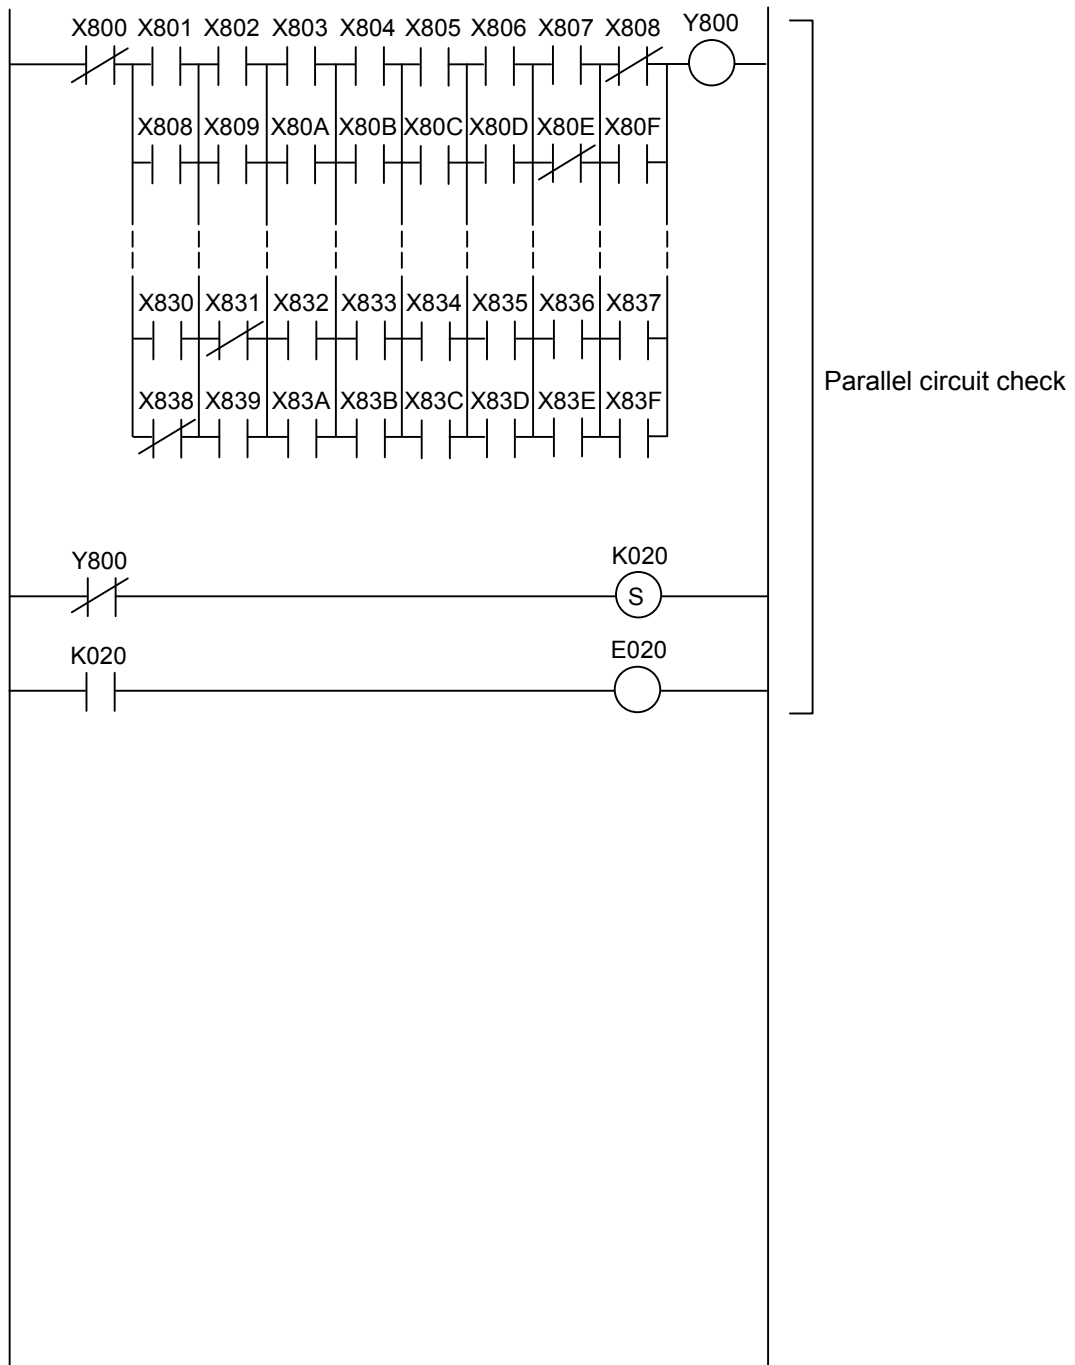 X800 X801 X802 X803 X804 X805 X806 X807 X808 Y800
X808 X809 X80A X80B X80C X80D X80E X80F
X830 X831 X832 X833 X834 X835 X836 X837
Parallel circuit check
X838 X839 X83A X83B X83C X83D X83E X83F
Y800 K020
S
K020 E020